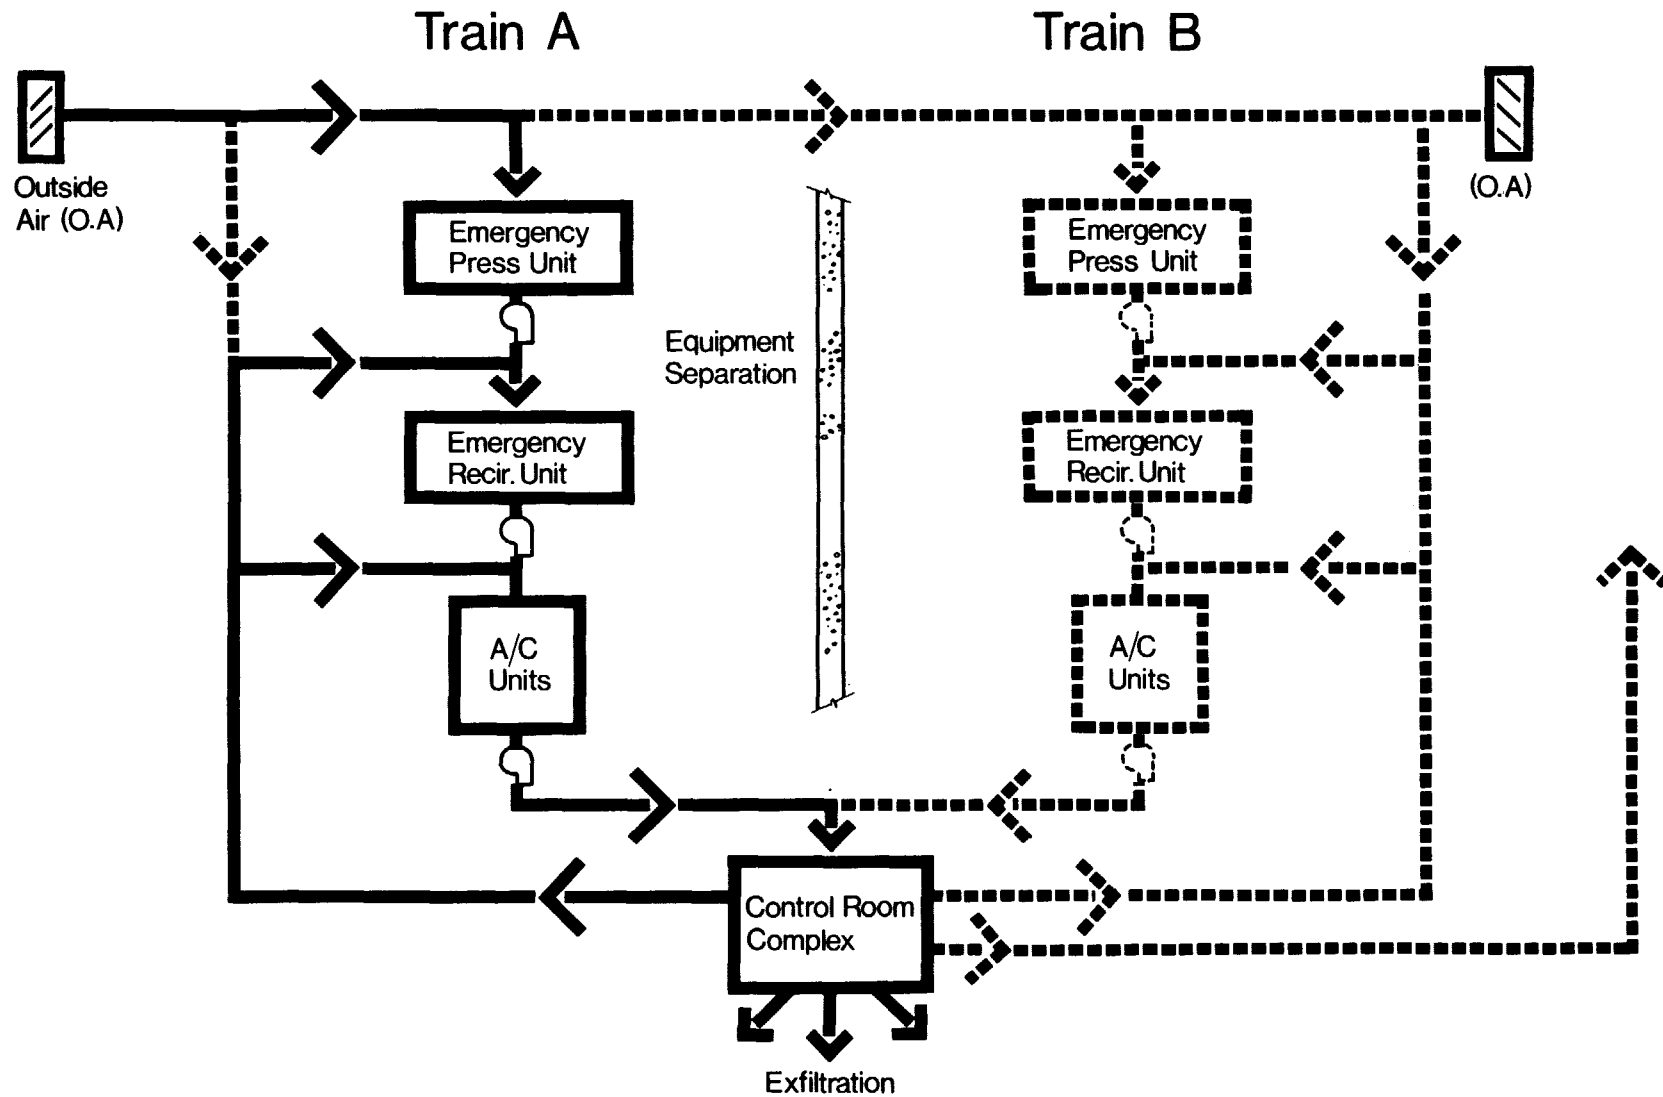 Train A
Train B
Outside
Air (O.A)
(O.A)
Emergency
Press Unit
Emergency
Press Unit
Equipment
Separation
Emergency
Recir. Unit
Emergency
Recir. Unit
A/C
Units
A/C
Units
Control Room
Complex
Exfiltration